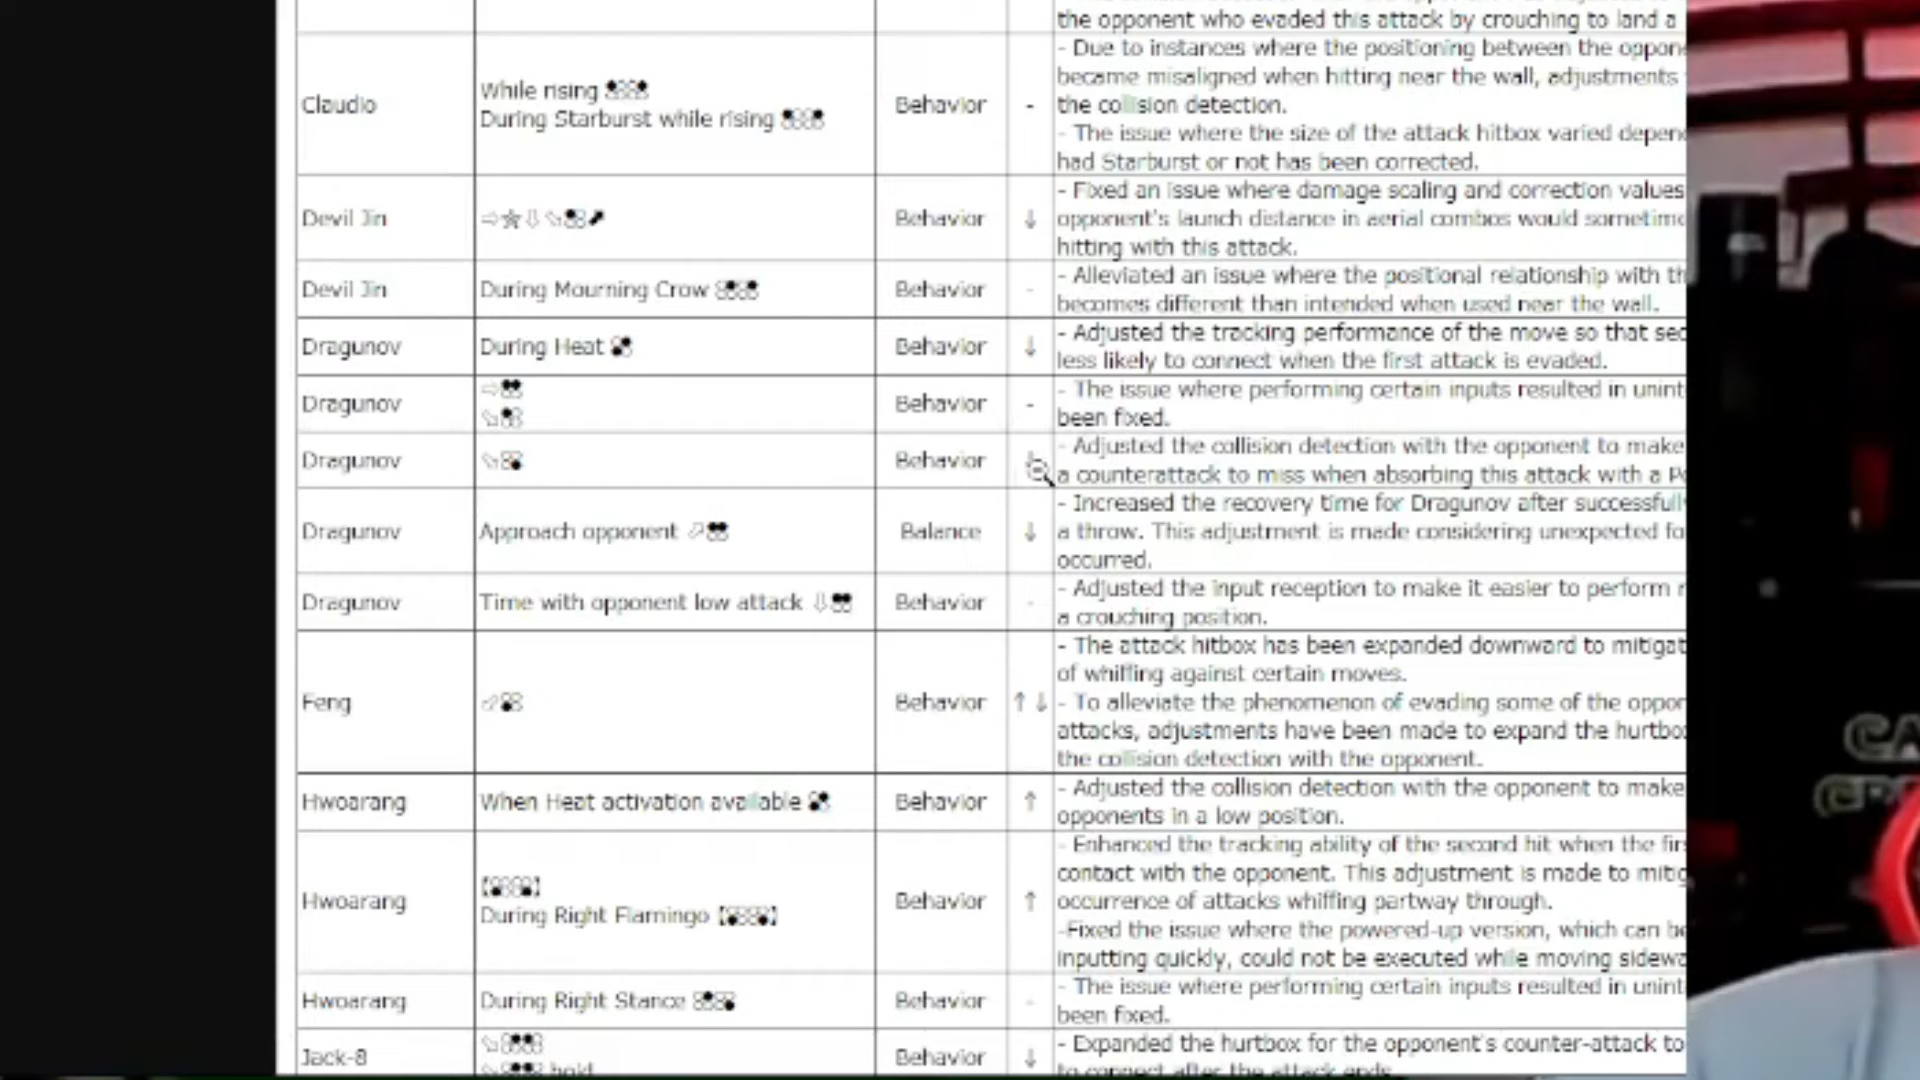 the opponent who evaded this attack by crouching to land a
Claudio
While rising
During Starburst while rising
Behavior
-
- Due to instances where the positioning between the oppon
became misaligned when hitting near the wall, adjustments
the collision detection.
- The issue where the size of the attack hitbox varied depen
had Starburst or not has been corrected.
Devil Jin
⇨☆⇩⬂
Behavior
↓
- Fixed an issue where damage scaling and correction values
opponent's launch distance in aerial combos would sometime
hitting with this attack.
Devil Jin
During Mourning Crow
Behavior
-
- Alleviated an issue where the positional relationship with th
becomes different than intended when used near the wall.
Dragunov
During Heat
Behavior
↓
- Adjusted the tracking performance of the move so that sec
less likely to connect when the first attack is evaded.
Dragunov
⇨
⬂
Behavior
-
- The issue where performing certain inputs resulted in unint
been fixed.
Dragunov
⬂
Behavior
- Adjusted the collision detection with the opponent to make
a counterattack to miss when absorbing this attack with a Po
Dragunov
Approach opponent ⬀
Balance
↓
- Increased the recovery time for Dragunov after successfull
a throw. This adjustment is made considering unexpected fo
occurred.
Dragunov
Time with opponent low attack ⇩
Behavior
-
- Adjusted the input reception to make it easier to perform
a crouching position.
Feng
⬃
Behavior
↑↓
- The attack hitbox has been expanded downward to mitigat
of whiffing against certain moves.
- To alleviate the phenomenon of evading some of the oppor
attacks, adjustments have been made to expand the hurtbox
the collision detection with the opponent.
Hwoarang
When Heat activation available
Behavior
↑
- Adjusted the collision detection with the opponent to make
opponents in a low position.
Hwoarang
[ ]
During Right Flamingo [ ]
Behavior
↑
- Enhanced the tracking ability of the second hit when the firs
contact with the opponent. This adjustment is made to mitig
occurrence of attacks whiffing partway through.
-Fixed the issue where the powered-up version, which can be
inputting quickly, could not be executed while moving sidewa
Hwoarang
During Right Stance
Behavior
-
- The issue where performing certain inputs resulted in unint
been fixed.
Jack-8
⬂
⬂ hold
Behavior
↓
- Expanded the hurtbox for the opponent's counter-attack to
to connect after the attack ends.
CA